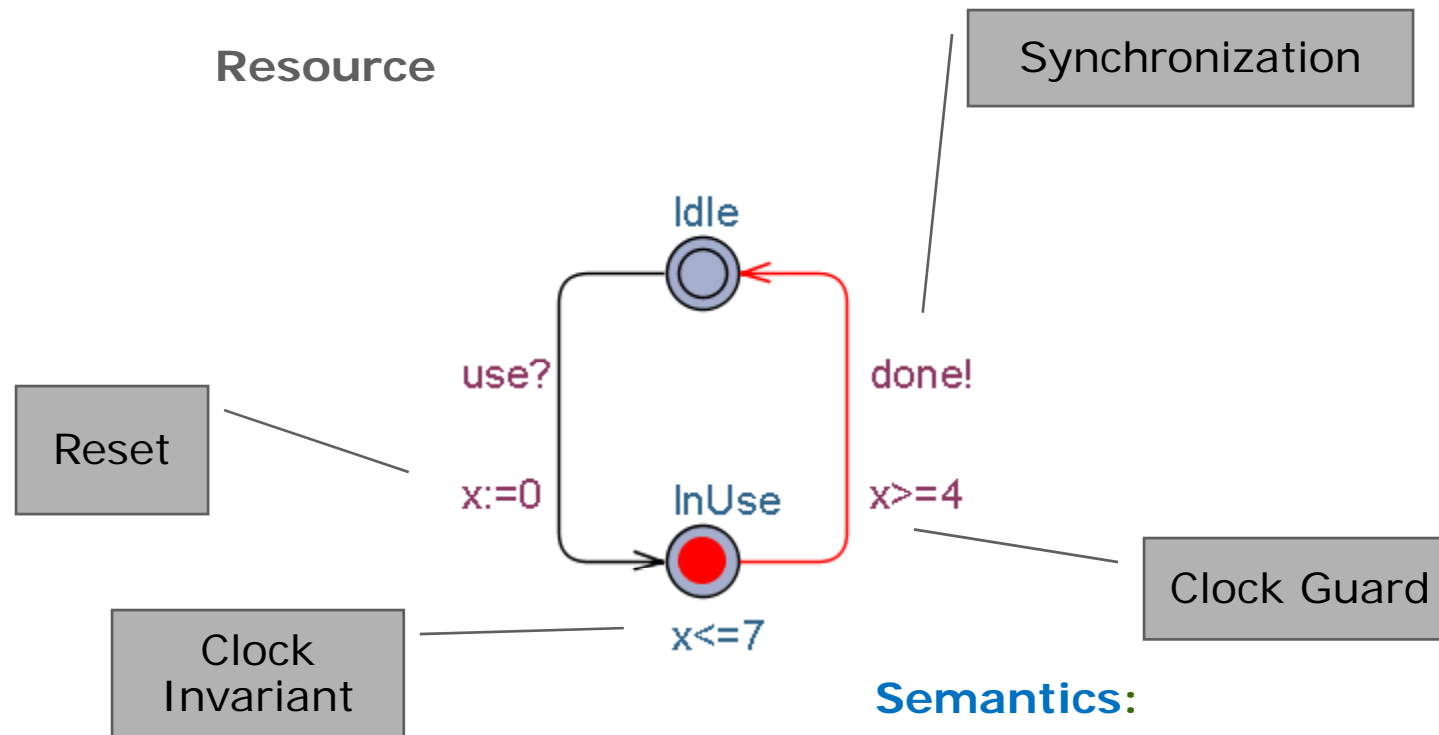 Synchronization
Resource
Idle
use?
done!
Reset
x:=0
InUse
x>=4
Clock Guard
Clock
Invariant
x<=7
Semantics: